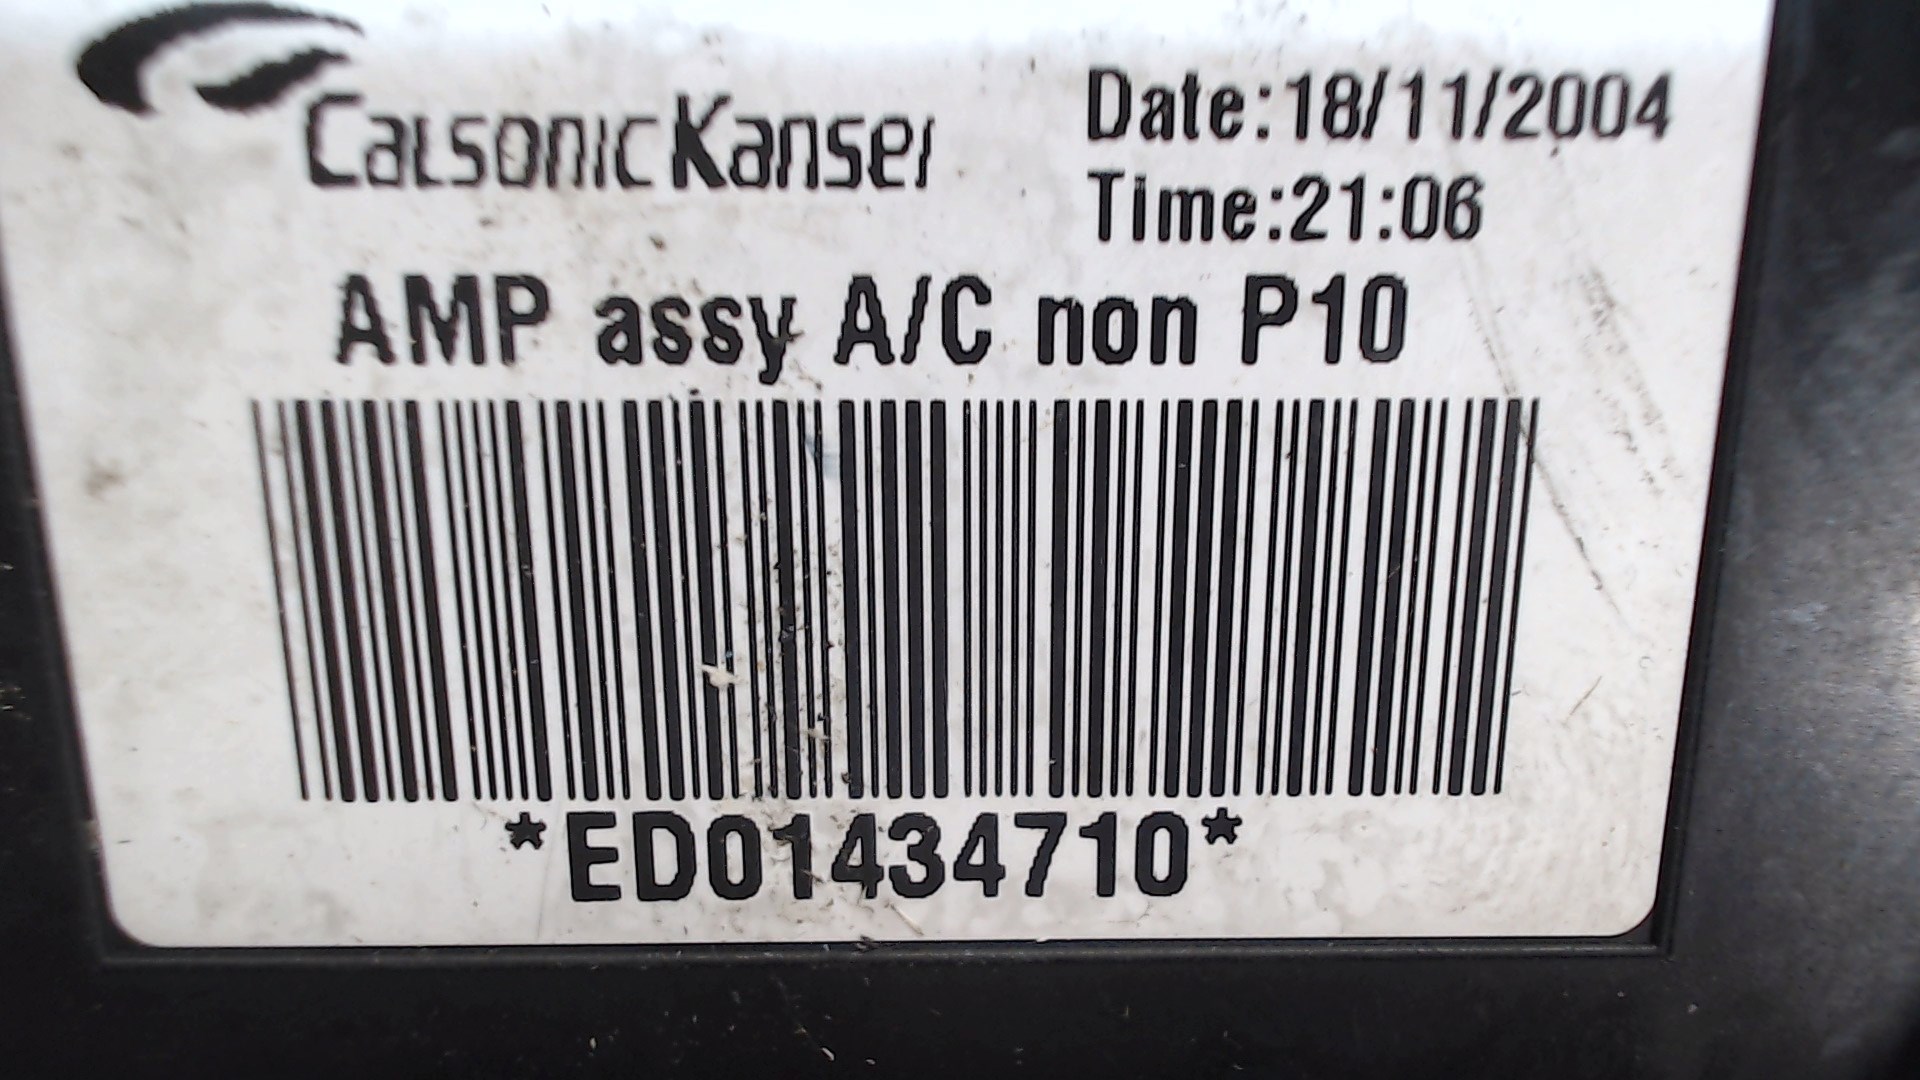 CalsonicKansei
Date:18/11/2004
Time:21:06
AMP assy A/C non P10
*ED01434710*